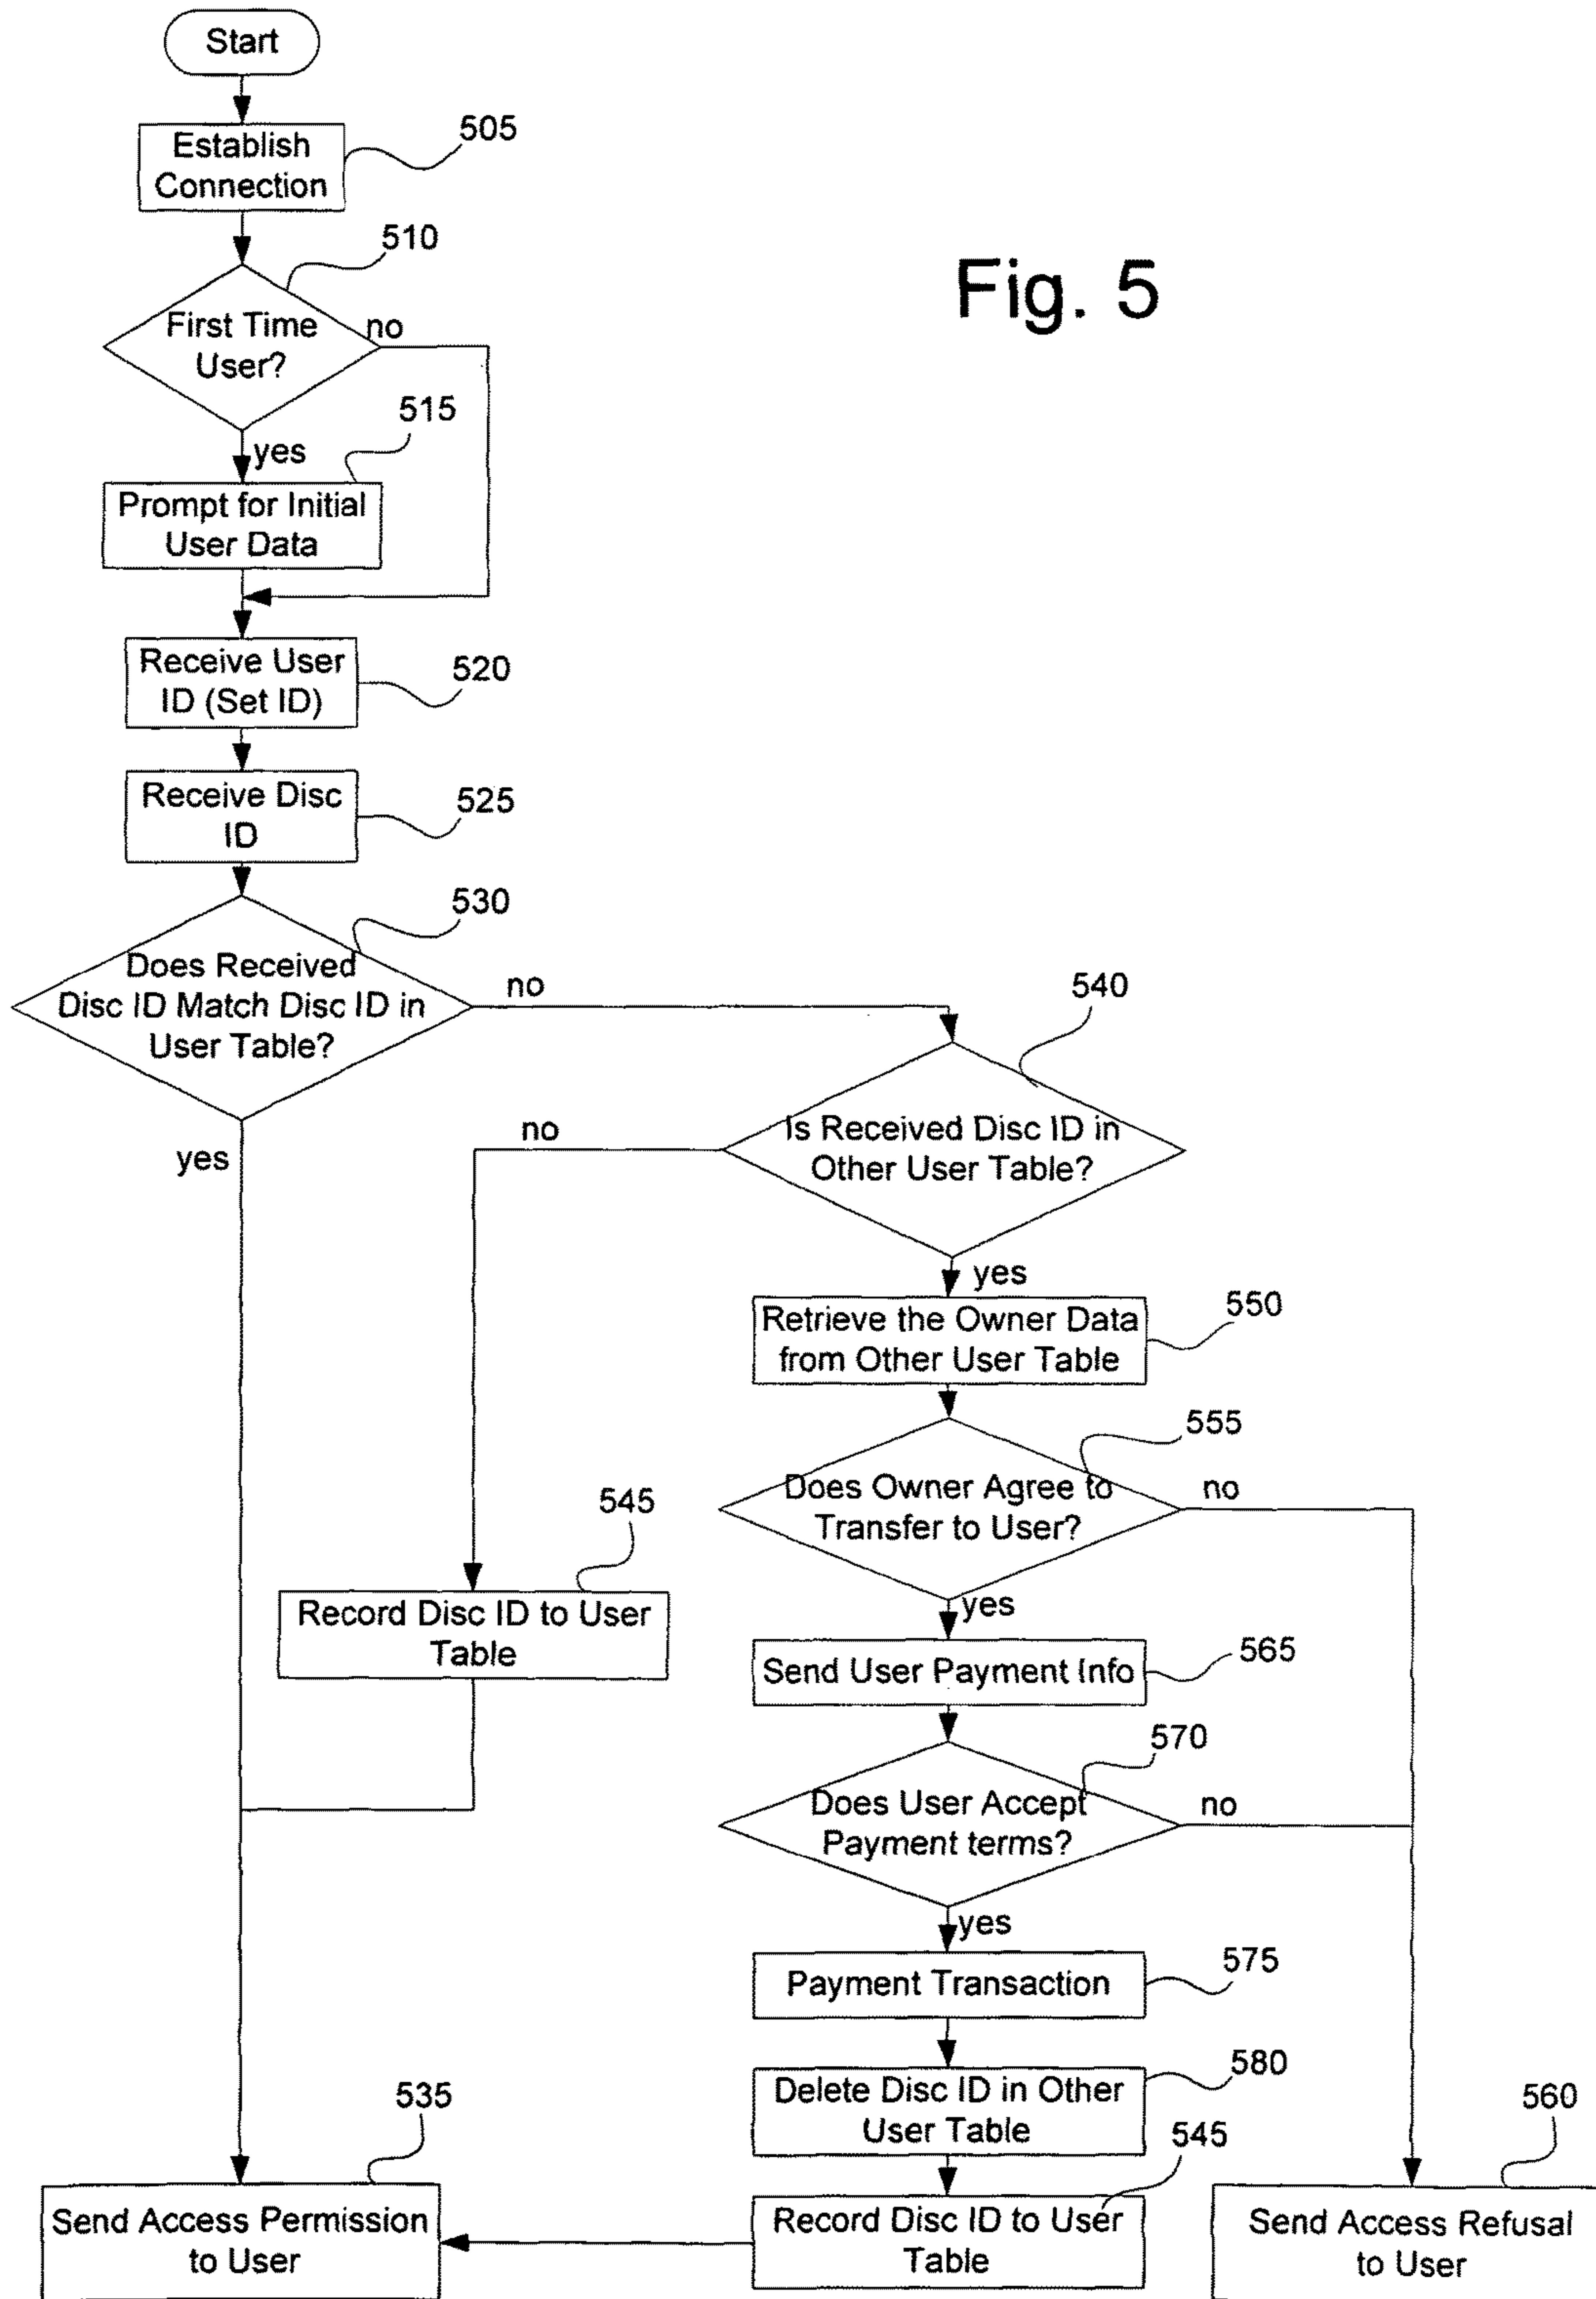 Start
Establish
Connection
505
510
Fig. 5
First Time
User?
no
515
yes
Prompt for Initial
User Data
Receive User
ID (Set ID)
520
Receive Disc
ID
525
530
Does Received
Disc ID Match Disc ID in
User Table?
no
540
yes
no
Is Received Disc ID in
Other User Table?
yes
Retrieve the Owner Data
from Other User Table
550
555
Does Owner Agree to
Transfer to User?
no
545
Record Disc ID to User
Table
yes
Send User Payment Info
565
570
Does User Accept
Payment terms?
no
yes
Payment Transaction
575
Delete Disc ID in Other
User Table
580
545
535
560
Send Access Permission
to User
Record Disc ID to User
Table
Send Access Refusal
to User